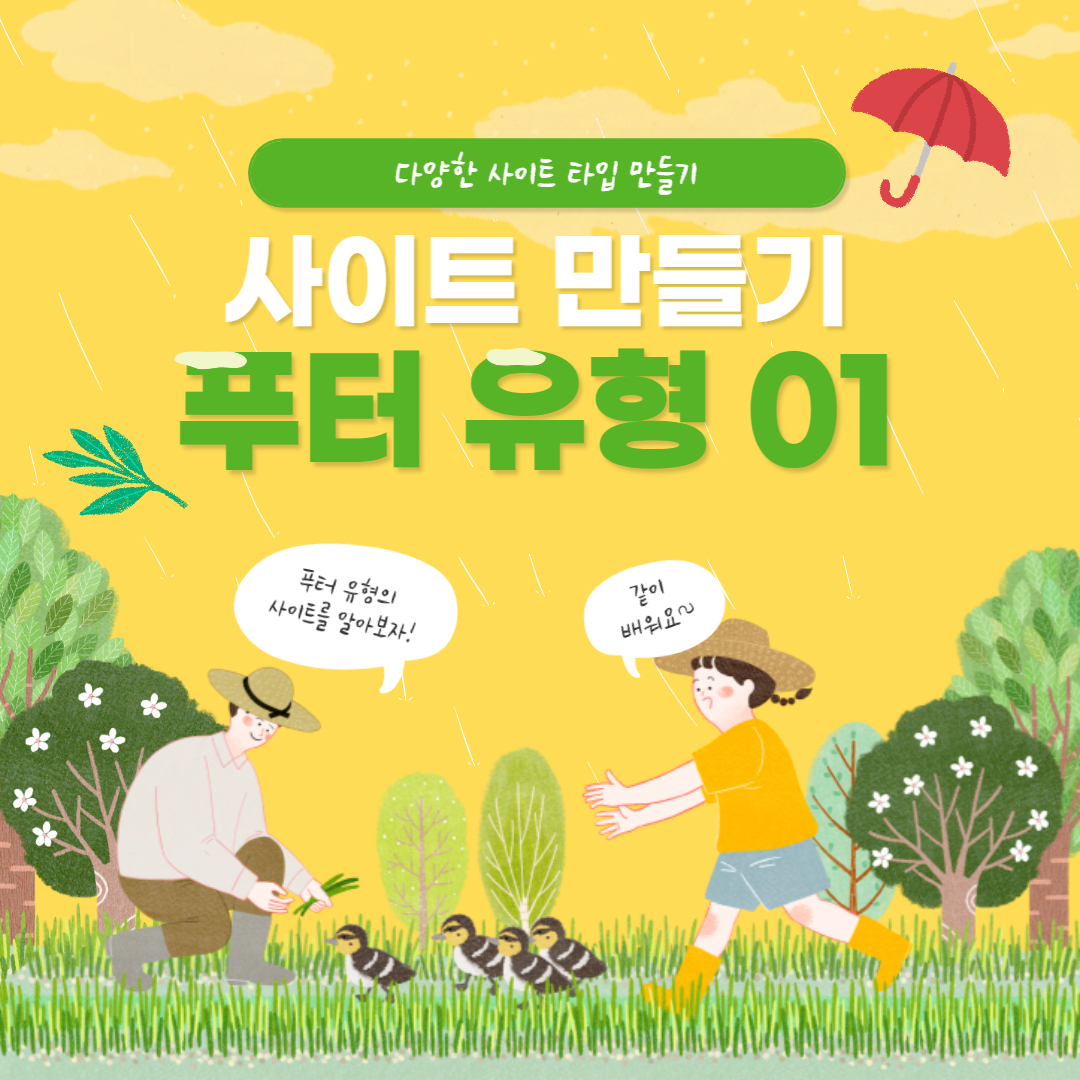 다양한 사이트 타입 만들기
사이트 만들기
푸터 유형 01
푸터 유형의
사이트를 알아보자!
같이
배워요~